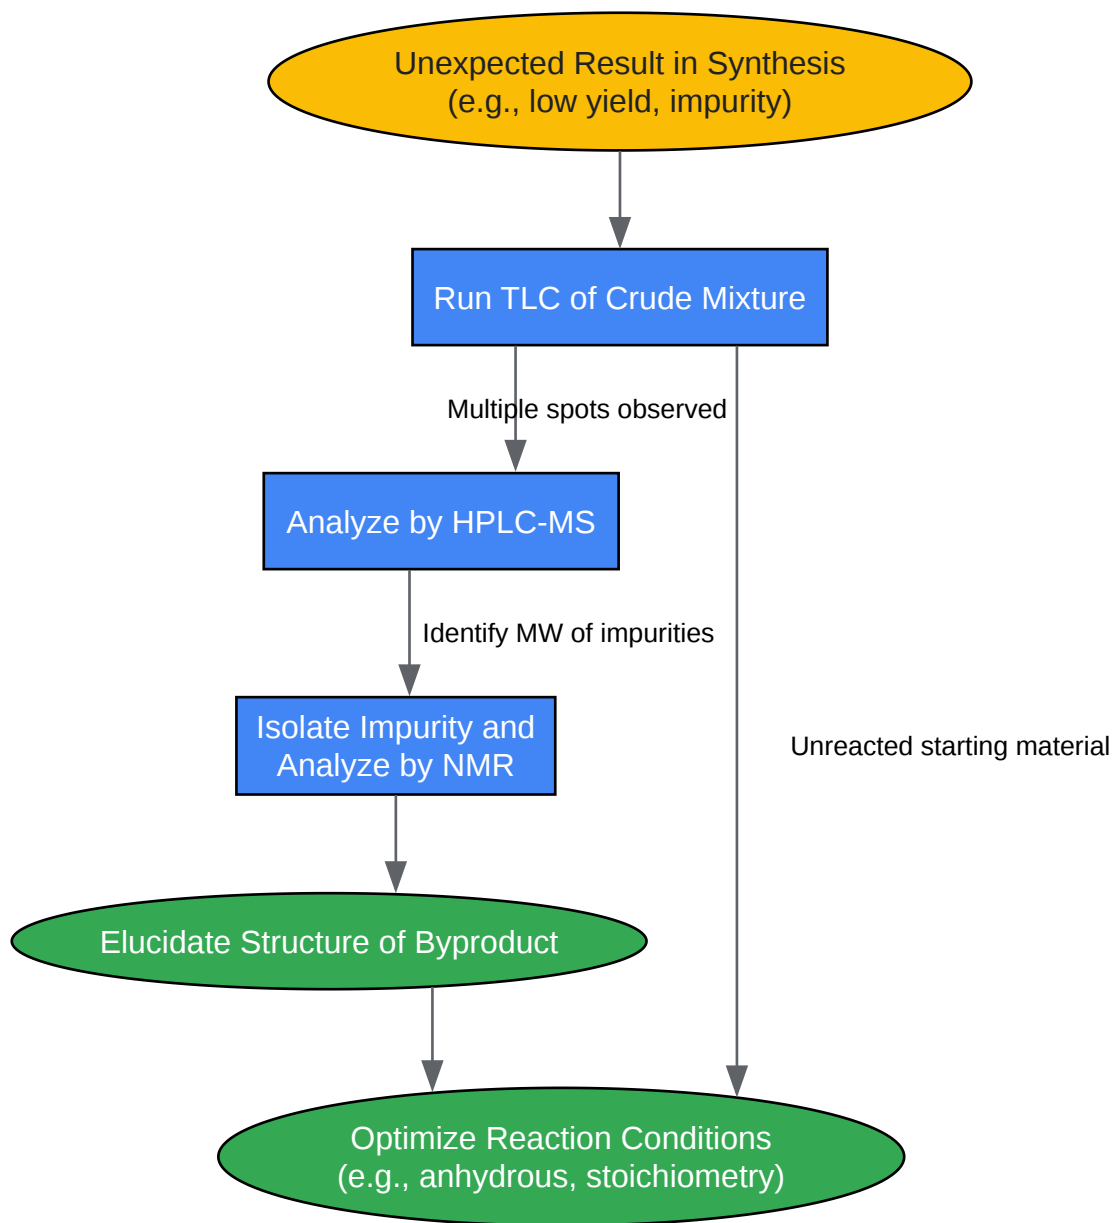 Unexpected Result in Synthesis
(e.g., low yield, impurity)
Run TLC of Crude Mixture
Multiple spots observed
Analyze by HPLC-MS
Identify MW of impurities
Isolate Impurity and
Analyze by NMR
Unreacted starting material
Elucidate Structure of Byproduct
Optimize Reaction Conditions
(e.g., anhydrous, stoichiometry)